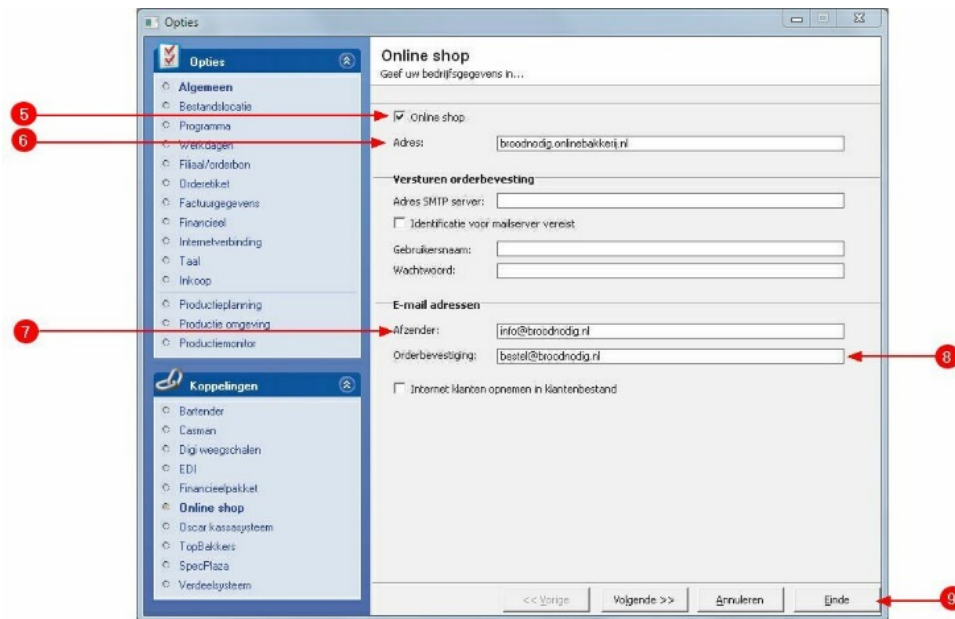 Opties
Opties
Algemeen
Bestandslocatie
Programma
Werkdagen
Filiaal/orderbon
Orderetiket
Factuurgegevens
Financieel
Internetverbinding
Taal
Inkoop
Productieplanning
Productie omgeving
Productiemonitor
Koppelingen
Bartender
Casman
Digi weegschalen
EDI
Financieelpakket
Online shop
Oscar kassasysteem
TopBakkers
SpecPlaza
Verdeelsysteem
Online shop
Geef uw bedrijfsgegevens in...
5
Online shop
6
Adres: broodnodig.onlinebakkerij.nl
Versturen orderbevesting
Adres SMTP server:
Identificatie voor mailserver vereist
Gebruikersnaam:
Wachtwoord:
E-mail adressen
7
Afzender: info@broodnodig.nl
Orderbevestiging: bestel@broodnodig.nl
8
Internet klanten opnemen in klantenbestand
<< Vorige Volgende >> Annuleren Einde
9